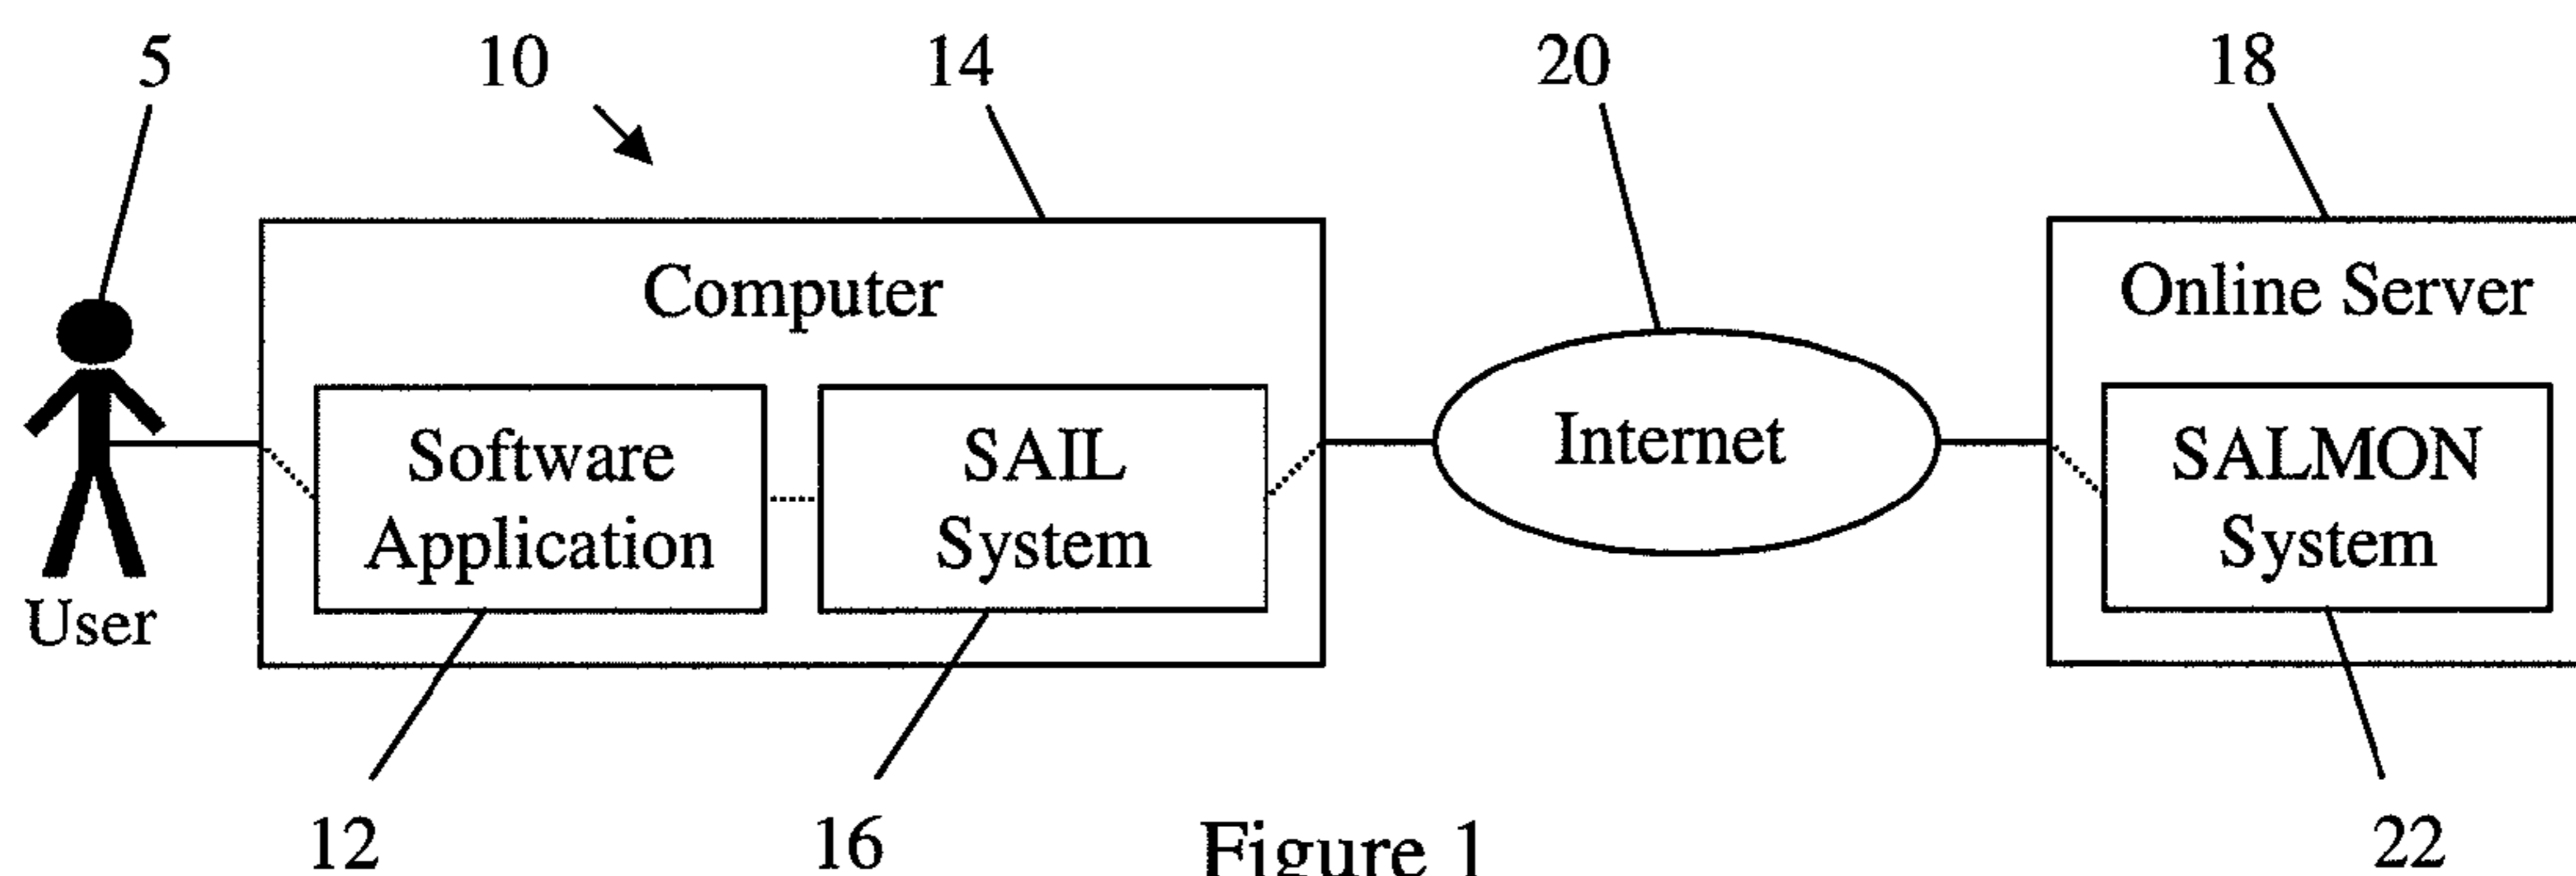 5
10
14
20
18
Computer
Online Server
Software
Application
SAIL
System
Internet
SALMON
System
User
12
16
Figure 1
22